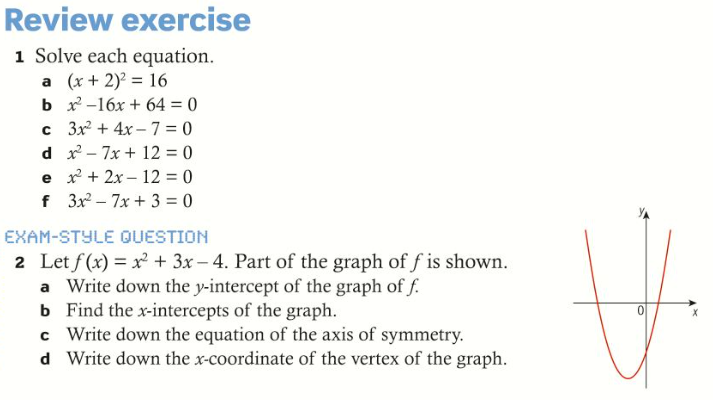 Review exercise
1 Solve each equation.
a (x + 2)² = 16
b x² –16x + 64 = 0
c 3x² + 4x – 7 = 0
d x² – 7x + 12 = 0
e x² + 2x – 12 = 0
f 3x² – 7x + 3 = 0
EXAM-STYLE QUESTION
2 Let f (x) = x² + 3x – 4. Part of the graph of f is shown.
a Write down the y-intercept of the graph of f.
b Find the x-intercepts of the graph.
c Write down the equation of the axis of symmetry.
d Write down the x-coordinate of the vertex of the graph.
y
0
x